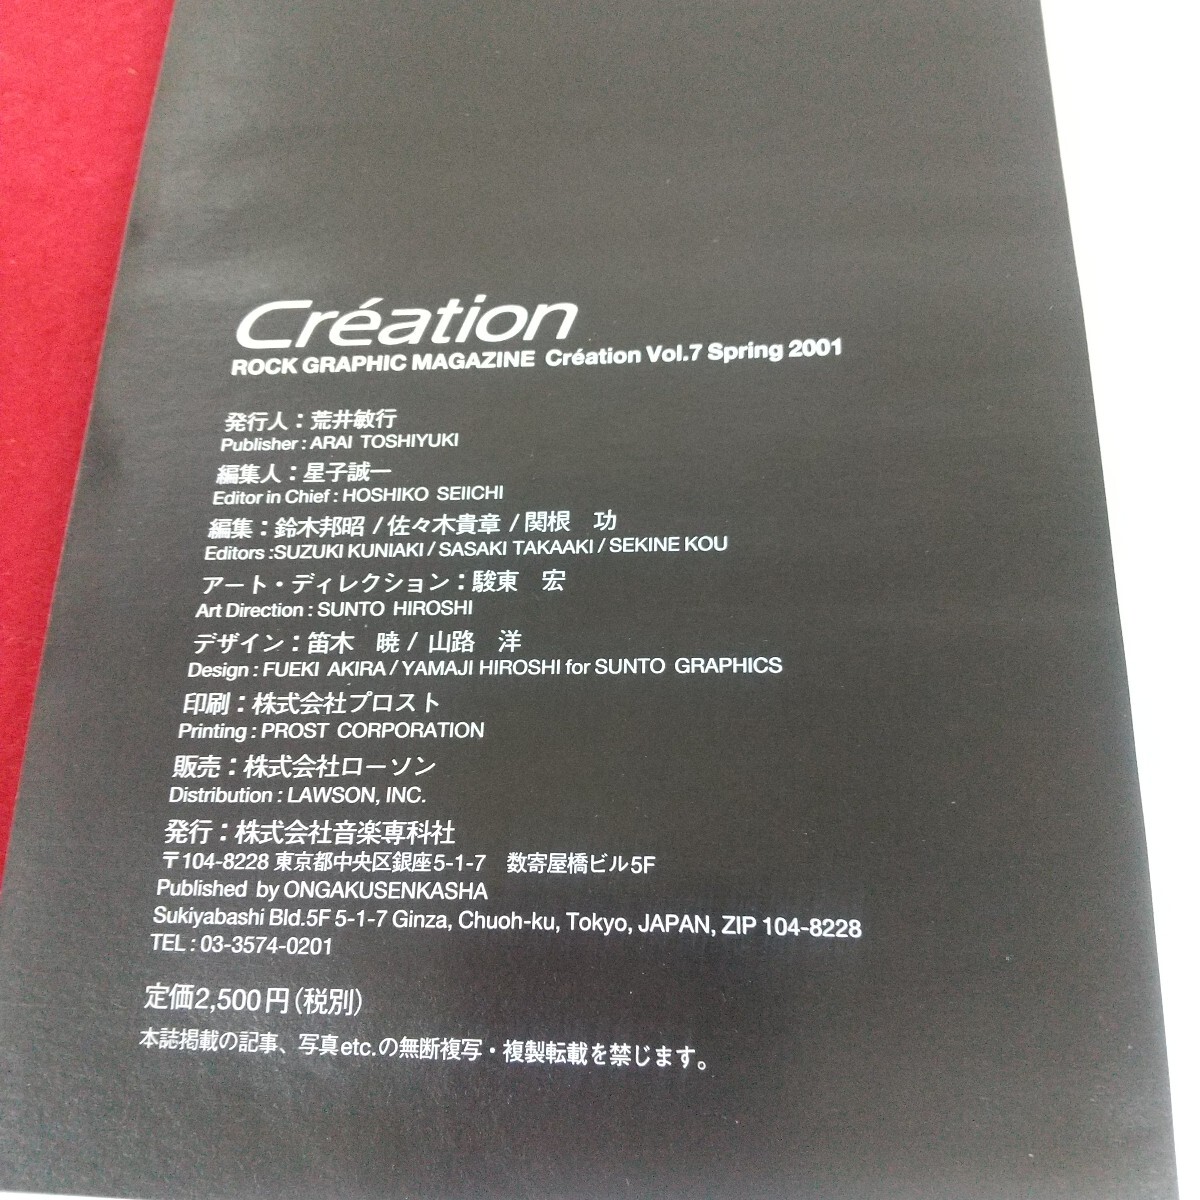 Création
ROCK GRAPHIC MAGAZINE Création Vol.7 Spring 2001
発行人：荒井敏行
Publisher : ARAI TOSHIYUKI
編集人：星子誠一
Editor in Chief : HOSHIKO SEIICHI
編集：鈴木邦昭 / 佐々木貴章 / 関根　功
Editors :SUZUKI KUNIAKI / SASAKI TAKAAKI / SEKINE KOU
アート・ディレクション：駿東　宏
Art Direction : SUNTO HIROSHI
デザイン：笛木　暁 / 山路　洋
Design : FUEKI AKIRA / YAMAJI HIROSHI for SUNTO GRAPHICS
印刷：株式会社プロスト
Printing : PROST CORPORATION
販売：株式会社ローソン
Distribution : LAWSON, INC.
発行：株式会社音楽専科社
〒104-8228 東京都中央区銀座5-1-7　数寄屋橋ビル5F
Published by ONGAKUSENKASHA
Sukiyabashi Bld.5F 5-1-7 Ginza, Chuoh-ku, Tokyo, JAPAN, ZIP 104-8228
TEL : 03-3574-0201
定価2,500円（税別）
本誌掲載の記事、写真etc.の無断複写・複製転載を禁じます。